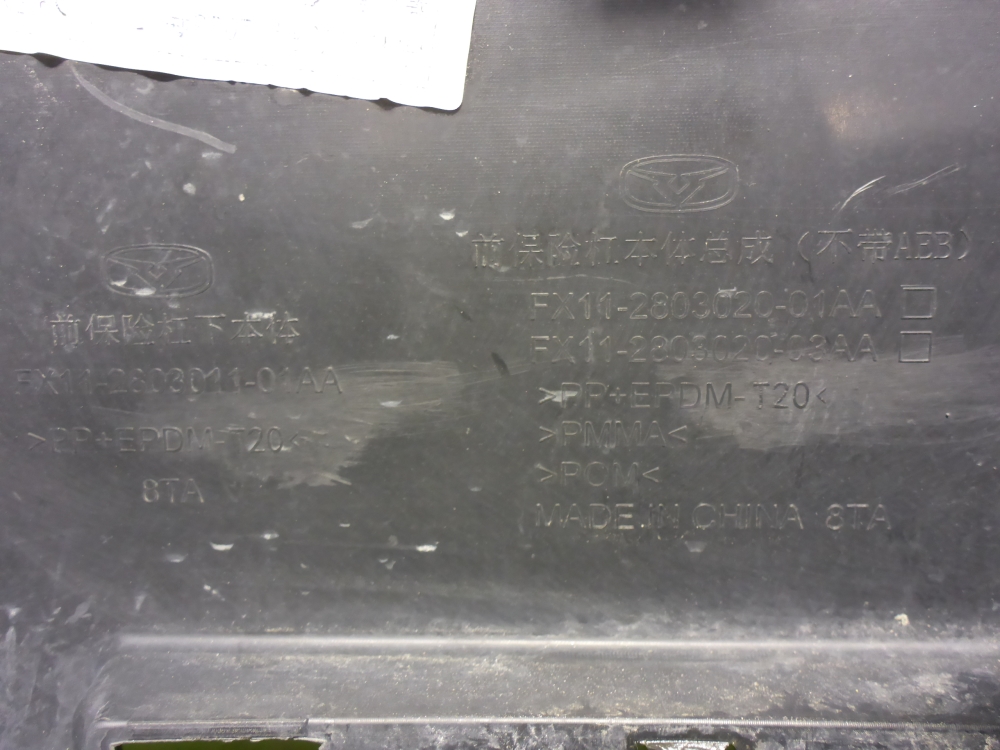 前保险杠下本体
FX11-2803011-01AA
>PP+EPDM-T20<
8TA
前保险杠本体总成（不带AEB）
FX11-2803020-01AA
FX11-2803020-03AA
>PP+EPDM-T20<
>PMMA<
>POM<
MADE IN CHINA 8TA